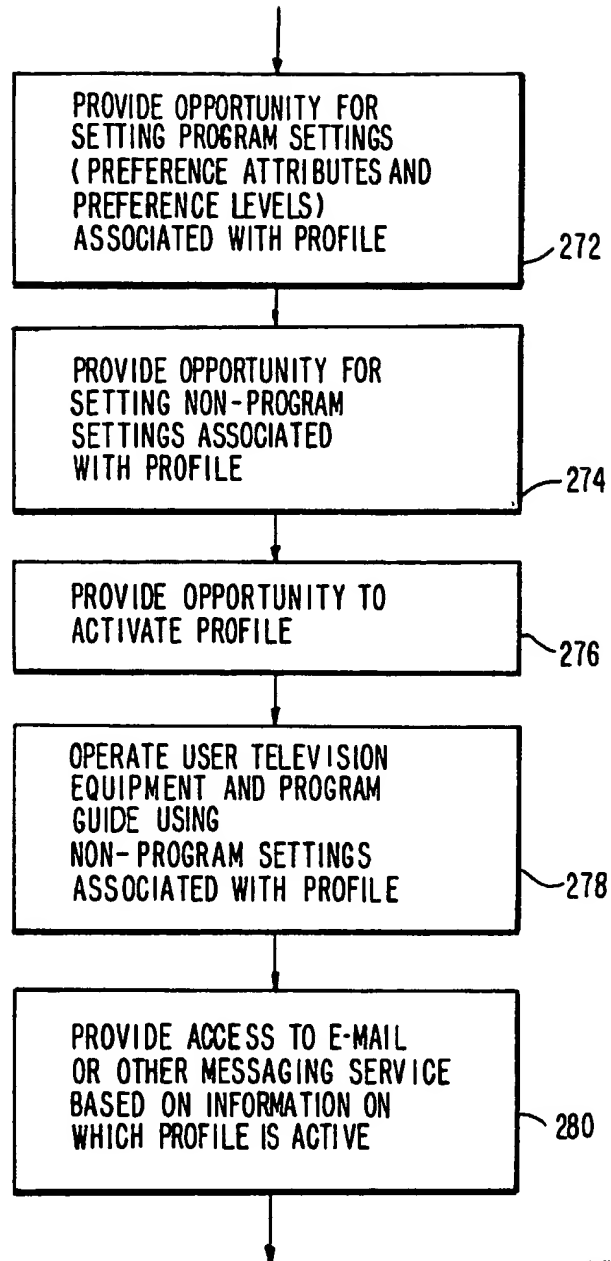 PROVIDE OPPORTUNITY FOR
SETTING PROGRAM SETTINGS
(PREFERENCE ATTRIBUTES AND
PREFERENCE LEVELS)
ASSOCIATED WITH PROFILE
272
PROVIDE OPPORTUNITY FOR
SETTING NON-PROGRAM
SETTINGS ASSOCIATED
WITH PROFILE
274
PROVIDE OPPORTUNITY TO
ACTIVATE PROFILE
276
OPERATE USER TELEVISION
EQUIPMENT AND PROGRAM
GUIDE USING
NON-PROGRAM SETTINGS
ASSOCIATED WITH PROFILE
278
PROVIDE ACCESS TO E-MAIL
OR OTHER MESSAGING SERVICE
BASED ON INFORMATION ON
WHICH PROFILE IS ACTIVE
280